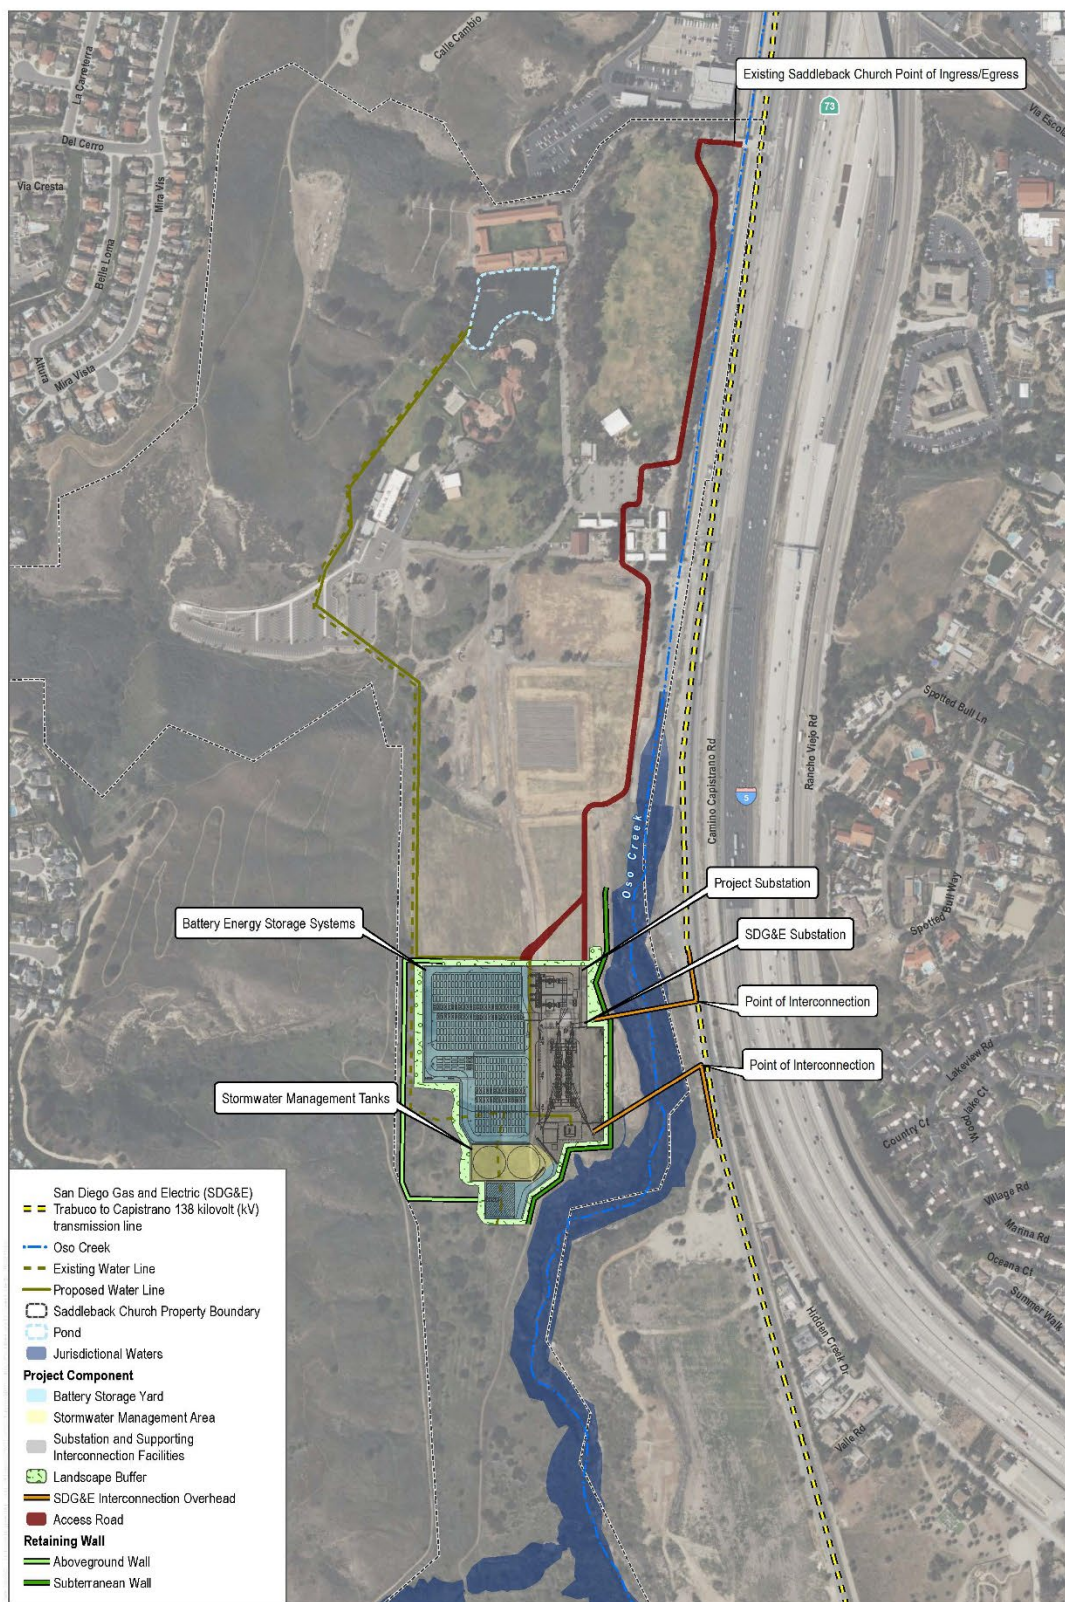 Calle Cambio
La Carreterra
Existing Saddleback Church Point of Ingress/Egress
73
Via Escola
Del Cerro
Via Cresta
Mira Vis
Belle Loma
Altura
Mira Vista
Spotted Bull Ln
Rancho Viejo Rd
Camino Capistrano Rd
5
Oso Creek
Project Substation
Spotted Bull Way
Battery Energy Storage Systems
SDG&E Substation
Point of Interconnection
Lakeview Rd
Point of Interconnection
Lake Ct
Stormwater Management Tanks
Country Ct
Wood
Village Rd
Marina Rd
Oceana Ct
Summer Walk
Hidden Creek Dr
Valle Rd
San Diego Gas and Electric (SDG&E)
Trabuco to Capistrano 138 kilovolt (kV)
transmission line
Oso Creek
Existing Water Line
Proposed Water Line
Saddleback Church Property Boundary
Pond
Jurisdictional Waters
Project Component
Battery Storage Yard
Stormwater Management Area
Substation and Supporting
Interconnection Facilities
Landscape Buffer
SDG&E Interconnection Overhead
Access Road
Retaining Wall
Aboveground Wall
Subterranean Wall